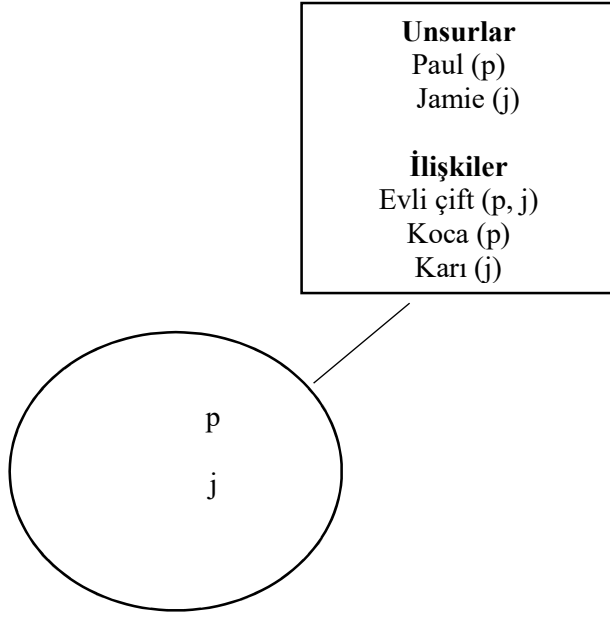 Unsurlar
Paul (p)
Jamie (j)
İlişkiler
Evli çift (p, j)
Koca (p)
Karı (j)
p
j